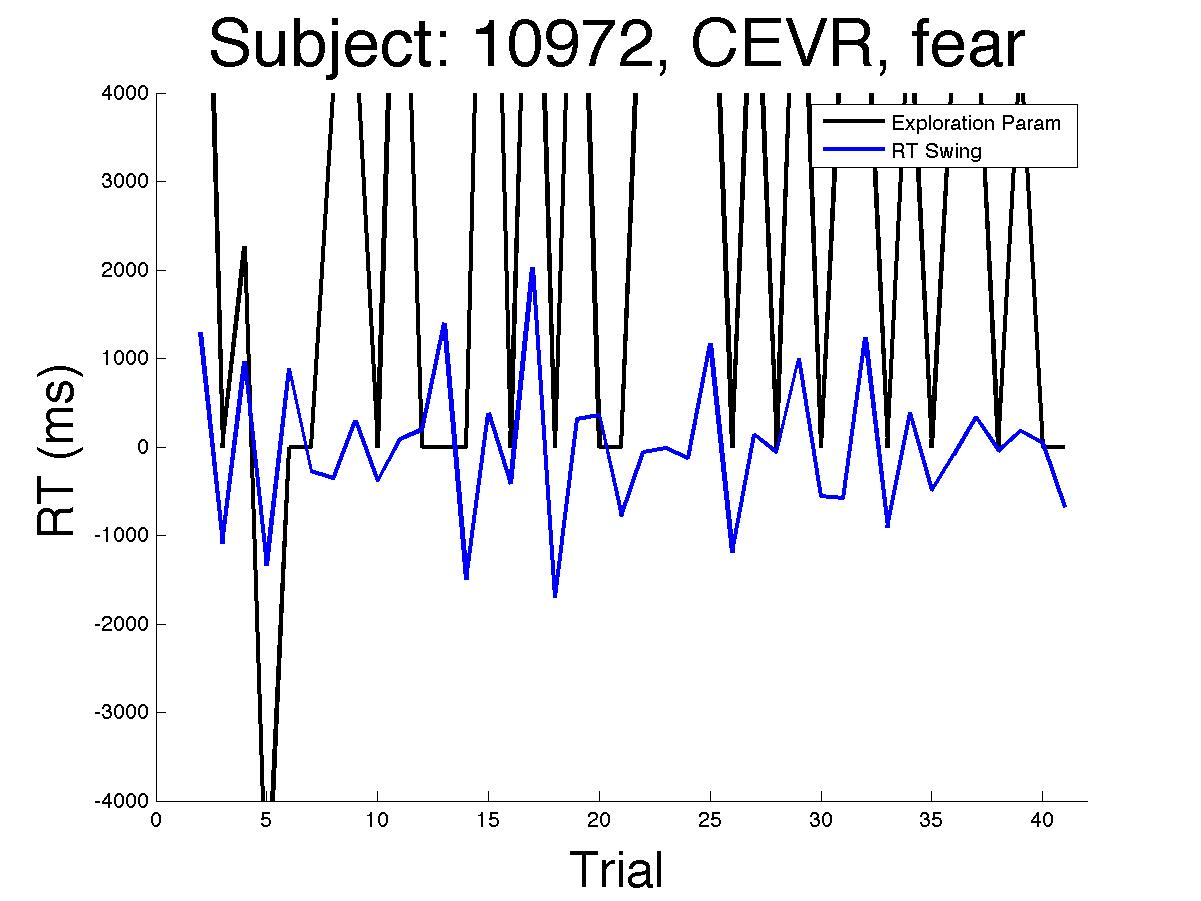 Subject: 10972, CEVR, fear
4000
3000
2000
1000
0
-1000
-2000
-3000
-4000
RT (ms)
Exploration Param
RT Swing
0 5 10 15 20 25 30 35 40
Trial